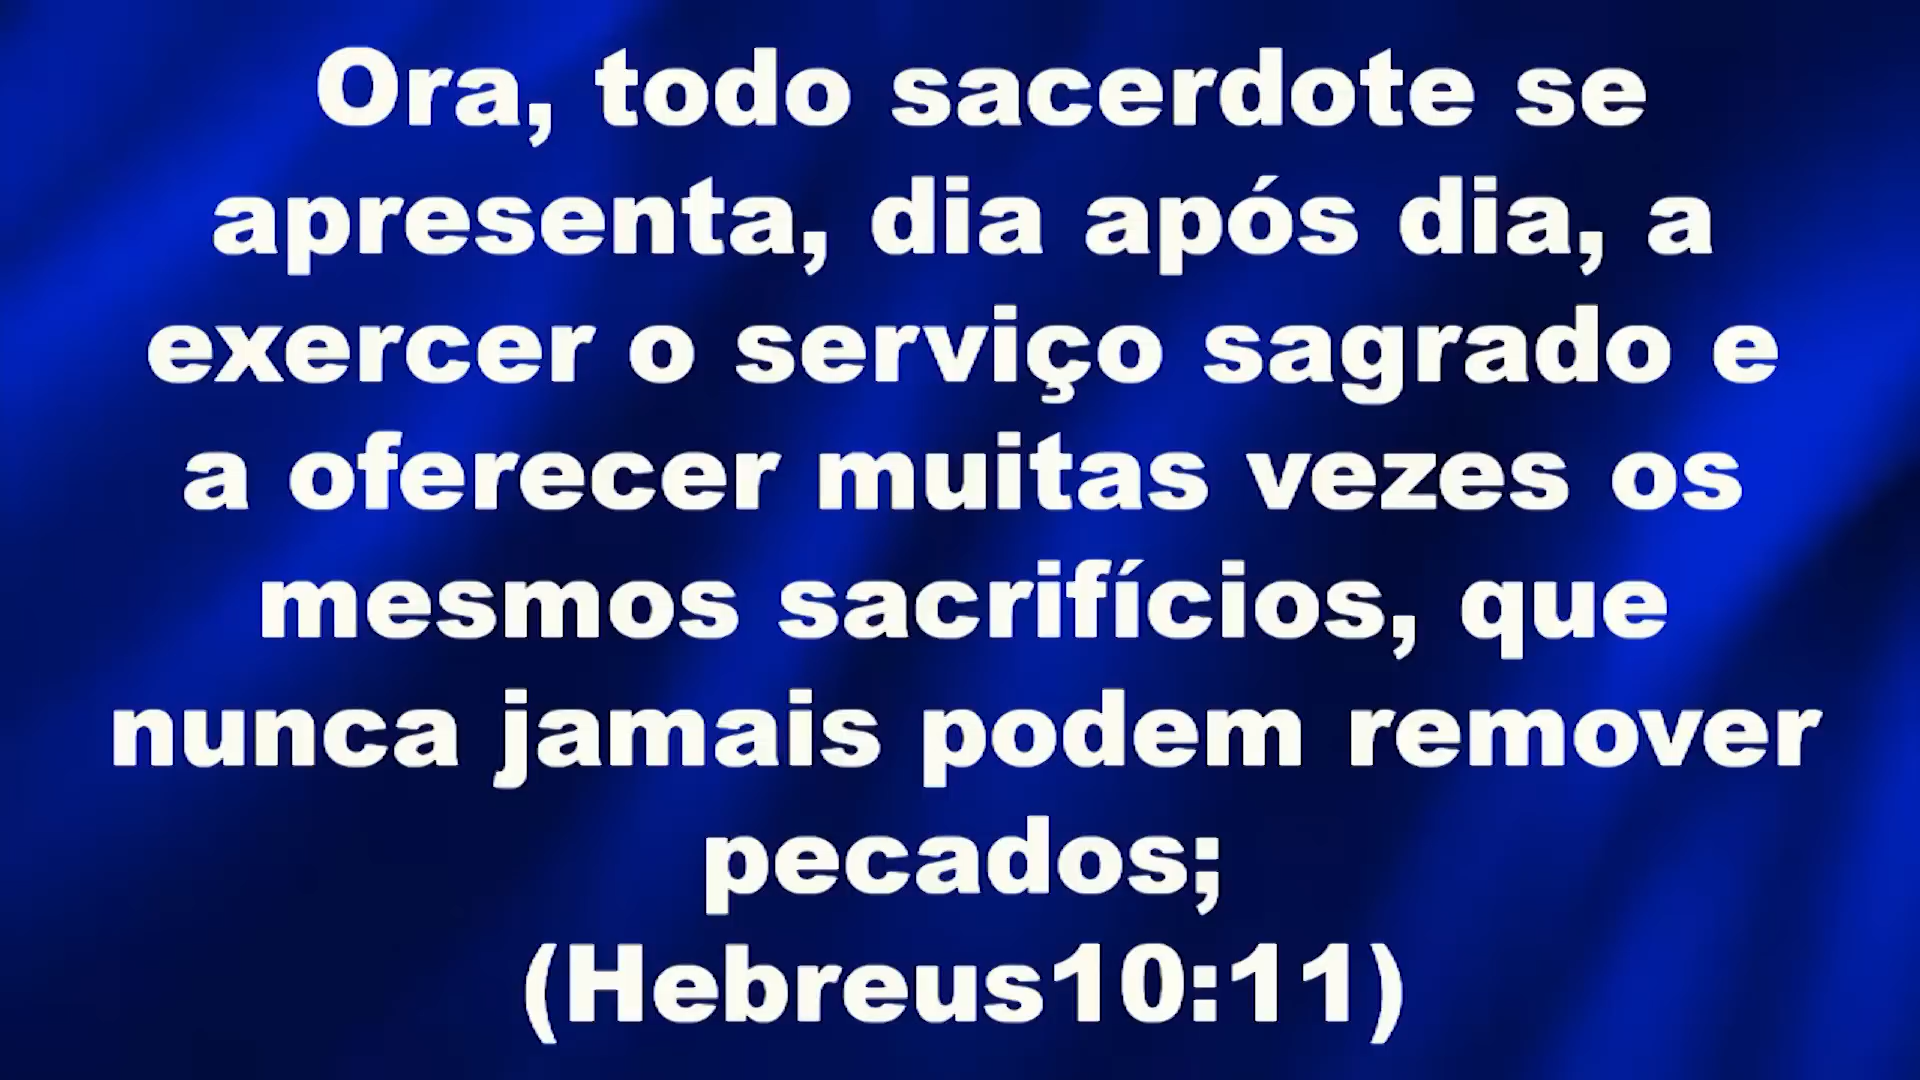 Ora, todo sacerdote se
apresenta, dia após dia, a
exercer o serviço sagrado e
a oferecer muitas vezes os
mesmos sacrifícios, que
nunca jamais podem remover
pecados;
(Hebreus10:11)